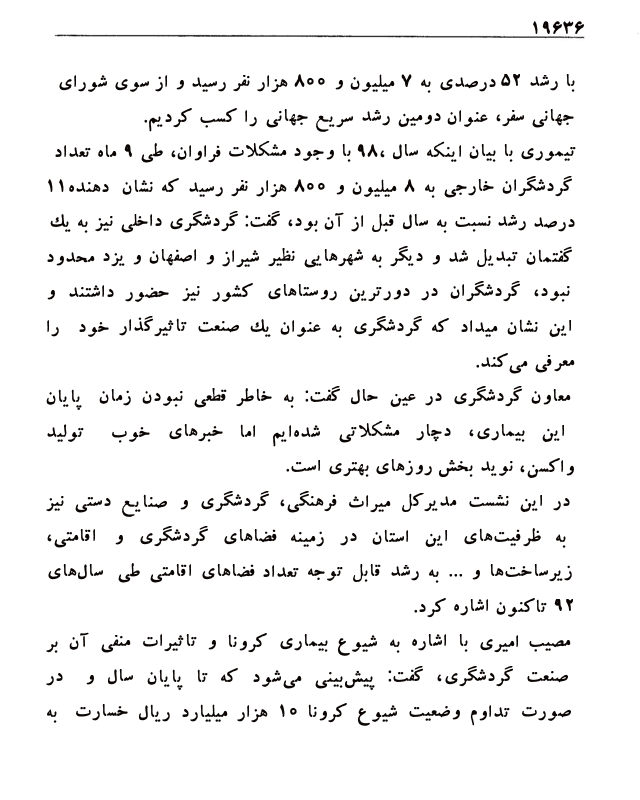 ۱۹۶۳۶
با رشد ۵۲ درصدی به ۷ میلیون و ۸۰۰ هزار نفر رسید و از سوی شورای
جهانی سفر، عنوان دومین رشد سریع جهانی را کسب کردیم.
تیموری با بیان اینکه سال ۹۸، با وجود مشکلات فراوان، طی ۹ ماه تعداد
گردشگران خارجی به ۸ میلیون و ۸۰۰ هزار نفر رسید که نشان دهنده۱۱
درصد رشد نسبت به سال قبل از آن بود، گفت: گردشگری داخلی نیز به یك
گفتمان تبدیل شد و دیگر به شهرهایی نظیر شیراز و اصفهان و یزد محدود
نبود، گردشگران در دورترین روستاهای کشور نیز حضور داشتند و
این نشان میداد که گردشگری به عنوان یك صنعت تاثیرگذار خود را
معرفی می‌کند.
معاون گردشگری در عین حال گفت: به خاطر قطعی نبودن زمان پایان
این بیماری، دچار مشکلاتی شده‌ایم اما خبرهای خوب تولید
واکسن، نوید بخش روزهای بهتری است.
در این نشست مدیرکل میراث فرهنگی، گردشگری و صنایع دستی نیز
به ظرفیت‌های این استان در زمینه فضاهای گردشگری و اقامتی،
زیرساخت‌ها و ... به رشد قابل توجه تعداد فضاهای اقامتی طی سال‌های
۹۲ تاکنون اشاره کرد.
مصیب امیری با اشاره به شیوع بیماری کرونا و تاثیرات منفی آن بر
صنعت گردشگری، گفت: پیش‌بینی می‌شود که تا پایان سال و در
صورت تداوم وضعیت شیوع کرونا ۱۰ هزار میلیارد ریال خسارت به